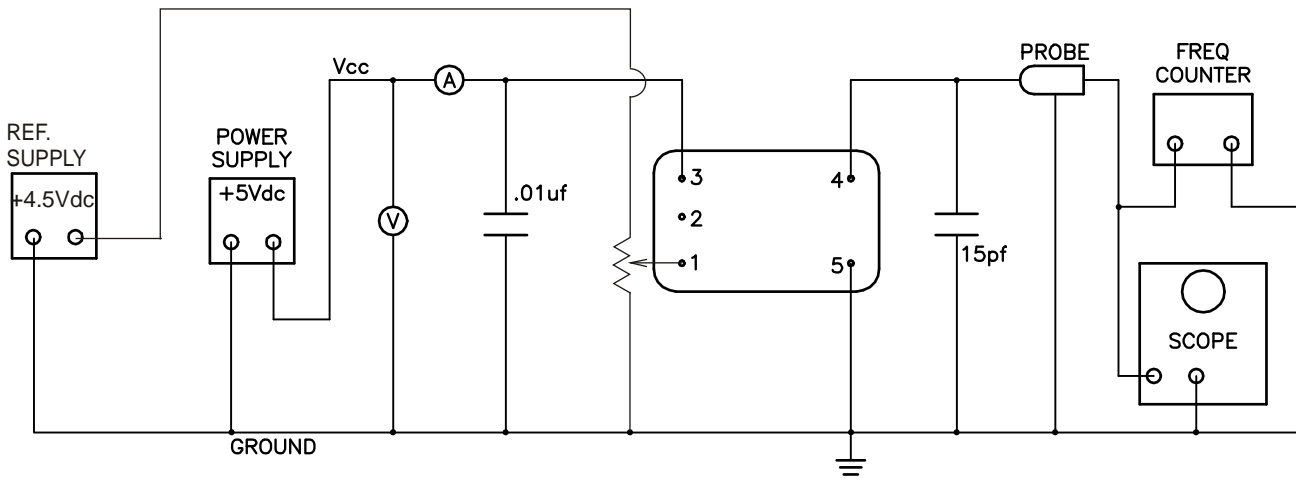 REF.
SUPPLY
+4.5Vdc
POWER
SUPPLY
+5Vdc
Vcc
A
V
.01uf
3
2
1
4
5
15pf
PROBE
FREQ
COUNTER
SCOPE
GROUND